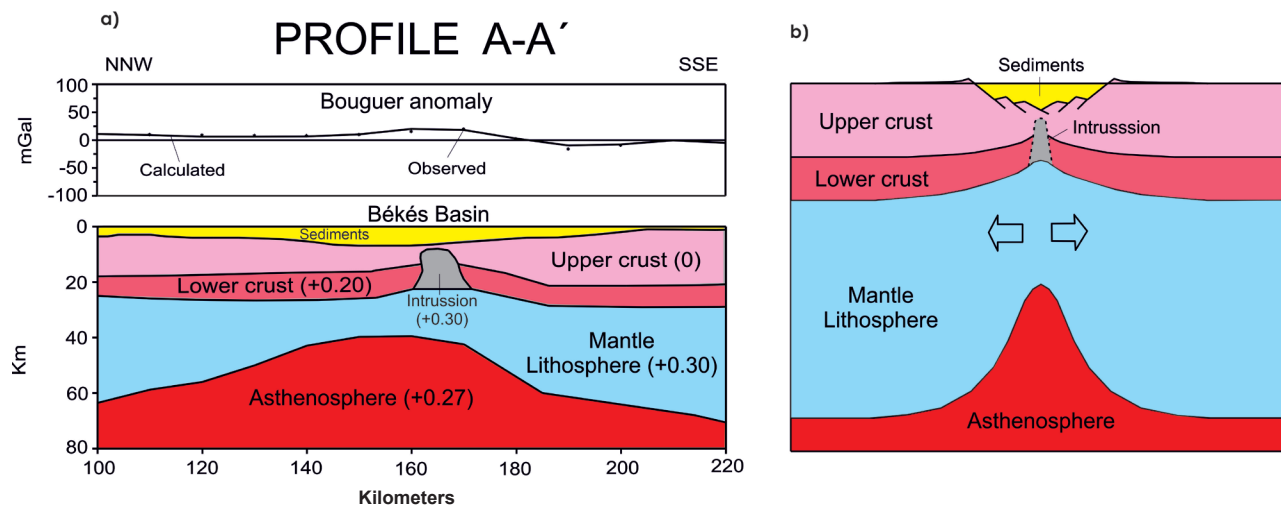 a)
PROFILE A-A´
NNW
SSE
100
50
0
-50
-100
mGal
Bouguer anomaly
Calculated
Observed
Békés Basin
0
20
40
60
80
Km
Sediments
Upper crust (0)
Lower crust (+0.20)
Intrussion
(+0.30)
Mantle
Lithosphere (+0.30)
Asthenosphere (+0.27)
100
120
140
160
180
200
220
Kilometers
b)
Sediments
Upper crust
Intrusssion
Lower crust
Mantle
Lithosphere
Asthenosphere